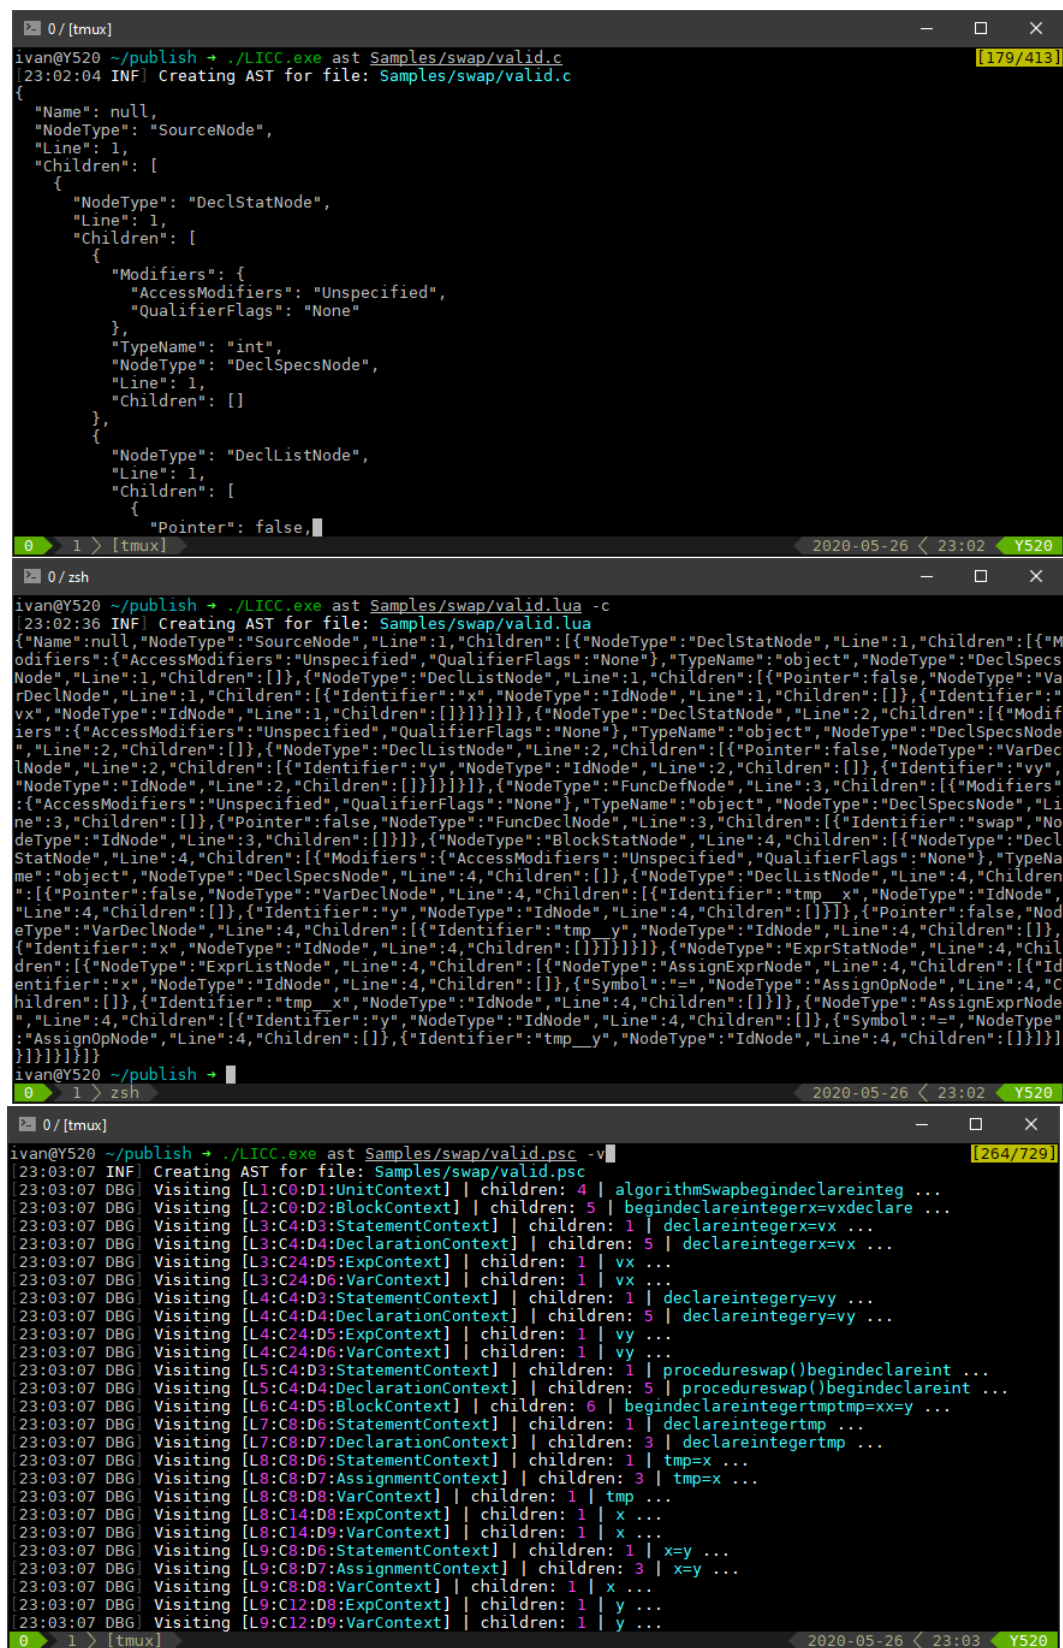 0 / [tmux]
ivan@Y520 ~/publish → ./LICC.exe ast Samples/swap/valid.c [179/413]
[23:02:04 INF] Creating AST for file: Samples/swap/valid.c
{
  "Name": null,
  "NodeType": "SourceNode",
  "Line": 1,
  "Children": [
    {
      "NodeType": "DeclStatNode",
      "Line": 1,
      "Children": [
        {
          "Modifiers": {
            "AccessModifiers": "Unspecified",
            "QualifierFlags": "None"
          },
          "TypeName": "int",
          "NodeType": "DeclSpecsNode",
          "Line": 1,
          "Children": []
        },
        {
          "NodeType": "DeclListNode",
          "Line": 1,
          "Children": [
            {
              "Pointer": false,
0 1 [tmux] 2020-05-26 23:02 Y520
0 / zsh
ivan@Y520 ~/publish → ./LICC.exe ast Samples/swap/valid.lua -c
[23:02:36 INF] Creating AST for file: Samples/swap/valid.lua
{"Name":null,"NodeType":"SourceNode","Line":1,"Children":[{"NodeType":"DeclStatNode","Line":1,"Children":[{"M
odifiers":{"AccessModifiers":"Unspecified","QualifierFlags":"None"},"TypeName":"object","NodeType":"DeclSpecs
Node","Line":1,"Children":[]},{"NodeType":"DeclListNode","Line":1,"Children":[{"Pointer":false,"NodeType":"Va
rDeclNode","Line":1,"Children":[{"Identifier":"x","NodeType":"IdNode","Line":1,"Children":[]},{"Identifier":"
vx","NodeType":"IdNode","Line":1,"Children":[]}]}]}]},{"NodeType":"DeclStatNode","Line":2,"Children":[{"Modif
iers":{"AccessModifiers":"Unspecified","QualifierFlags":"None"},"TypeName":"object","NodeType":"DeclSpecsNode
","Line":2,"Children":[]},{"NodeType":"DeclListNode","Line":2,"Children":[{"Pointer":false,"NodeType":"VarDec
lNode","Line":2,"Children":[{"Identifier":"y","NodeType":"IdNode","Line":2,"Children":[]},{"Identifier":"vy",
"NodeType":"IdNode","Line":2,"Children":[]}]}]}]},{"NodeType":"FuncDefNode","Line":3,"Children":[{"Modifiers"
:{"AccessModifiers":"Unspecified","QualifierFlags":"None"},"TypeName":"object","NodeType":"DeclSpecsNode","Li
ne":3,"Children":[]},{"Pointer":false,"NodeType":"FuncDeclNode","Line":3,"Children":[{"Identifier":"swap","No
deType":"IdNode","Line":3,"Children":[]}]},{"NodeType":"BlockStatNode","Line":4,"Children":[{"NodeType":"Decl
StatNode","Line":4,"Children":[{"Modifiers":{"AccessModifiers":"Unspecified","QualifierFlags":"None"},"TypeNa
me":"object","NodeType":"DeclSpecsNode","Line":4,"Children":[]},{"NodeType":"DeclListNode","Line":4,"Children
":[{"Pointer":false,"NodeType":"VarDeclNode","Line":4,"Children":[{"Identifier":"tmp__x","NodeType":"IdNode",
"Line":4,"Children":[]},{"Identifier":"y","NodeType":"IdNode","Line":4,"Children":[]}]},{"Pointer":false,"Nod
eType":"VarDeclNode","Line":4,"Children":[{"Identifier":"tmp__y","NodeType":"IdNode","Line":4,"Children":[]},
{"Identifier":"x","NodeType":"IdNode","Line":4,"Children":[]}]}]}]},{"NodeType":"ExprStatNode","Line":4,"Chil
dren":[{"NodeType":"ExprListNode","Line":4,"Children":[{"NodeType":"AssignExprNode","Line":4,"Children":[{"Id
entifier":"x","NodeType":"IdNode","Line":4,"Children":[]},{"Symbol":"=","NodeType":"AssignOpNode","Line":4,"C
hildren":[]},{"Identifier":"tmp__x","NodeType":"IdNode","Line":4,"Children":[]}]},{"NodeType":"AssignExprNode
","Line":4,"Children":[{"Identifier":"y","NodeType":"IdNode","Line":4,"Children":[]},{"Symbol":"=","NodeType"
:"AssignOpNode","Line":4,"Children":[]},{"Identifier":"tmp__y","NodeType":"IdNode","Line":4,"Children":[]}]}]
}]}]}]}
ivan@Y520 ~/publish →
0 1 zsh 2020-05-26 23:02 Y520
0 / [tmux]
ivan@Y520 ~/publish → ./LICC.exe ast Samples/swap/valid.psc -v [264/729]
[23:03:07 INF] Creating AST for file: Samples/swap/valid.psc
[23:03:07 DBG] Visiting [L1:C0:D1:UnitContext] | children: 4 | algorithmSwapbegindeclareinteg ...
[23:03:07 DBG] Visiting [L2:C0:D2:BlockContext] | children: 5 | begindeclareintegerx=vxdeclare ...
[23:03:07 DBG] Visiting [L3:C4:D3:StatementContext] | children: 1 | declareintegerx=vx ...
[23:03:07 DBG] Visiting [L3:C4:D4:DeclarationContext] | children: 5 | declareintegerx=vx ...
[23:03:07 DBG] Visiting [L3:C24:D5:ExpContext] | children: 1 | vx ...
[23:03:07 DBG] Visiting [L3:C24:D6:VarContext] | children: 1 | vx ...
[23:03:07 DBG] Visiting [L4:C4:D3:StatementContext] | children: 1 | declareintegery=vy ...
[23:03:07 DBG] Visiting [L4:C4:D4:DeclarationContext] | children: 5 | declareintegery=vy ...
[23:03:07 DBG] Visiting [L4:C24:D5:ExpContext] | children: 1 | vy ...
[23:03:07 DBG] Visiting [L4:C24:D6:VarContext] | children: 1 | vy ...
[23:03:07 DBG] Visiting [L5:C4:D3:StatementContext] | children: 1 | procedureswap()begindeclareint ...
[23:03:07 DBG] Visiting [L5:C4:D4:DeclarationContext] | children: 5 | procedureswap()begindeclareint ...
[23:03:07 DBG] Visiting [L6:C4:D5:BlockContext] | children: 6 | begindeclareintegertmptmp=xx=y ...
[23:03:07 DBG] Visiting [L7:C8:D6:StatementContext] | children: 1 | declareintegertmp ...
[23:03:07 DBG] Visiting [L7:C8:D7:DeclarationContext] | children: 3 | declareintegertmp ...
[23:03:07 DBG] Visiting [L8:C8:D6:StatementContext] | children: 1 | tmp=x ...
[23:03:07 DBG] Visiting [L8:C8:D7:AssignmentContext] | children: 3 | tmp=x ...
[23:03:07 DBG] Visiting [L8:C8:D8:VarContext] | children: 1 | tmp ...
[23:03:07 DBG] Visiting [L8:C14:D8:ExpContext] | children: 1 | x ...
[23:03:07 DBG] Visiting [L8:C14:D9:VarContext] | children: 1 | x ...
[23:03:07 DBG] Visiting [L9:C8:D6:StatementContext] | children: 1 | x=y ...
[23:03:07 DBG] Visiting [L9:C8:D7:AssignmentContext] | children: 3 | x=y ...
[23:03:07 DBG] Visiting [L9:C8:D8:VarContext] | children: 1 | x ...
[23:03:07 DBG] Visiting [L9:C12:D8:ExpContext] | children: 1 | y ...
[23:03:07 DBG] Visiting [L9:C12:D9:VarContext] | children: 1 | y ...
0 1 [tmux] 2020-05-26 23:03 Y520